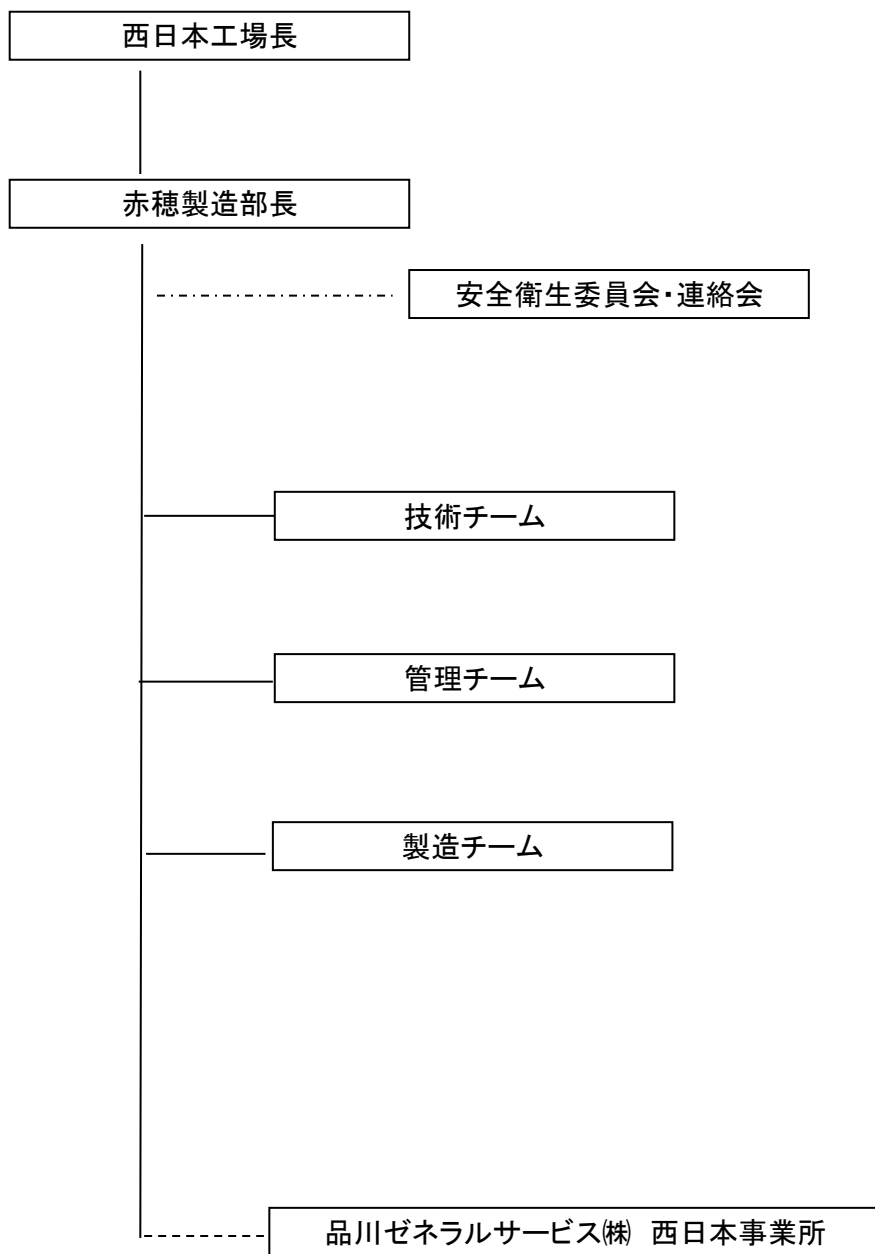 西日本工場長
赤穂製造部長
安全衛生委員会・連絡会
技術チーム
管理チーム
製造チーム
品川ゼネラルサービス㈱　西日本事業所